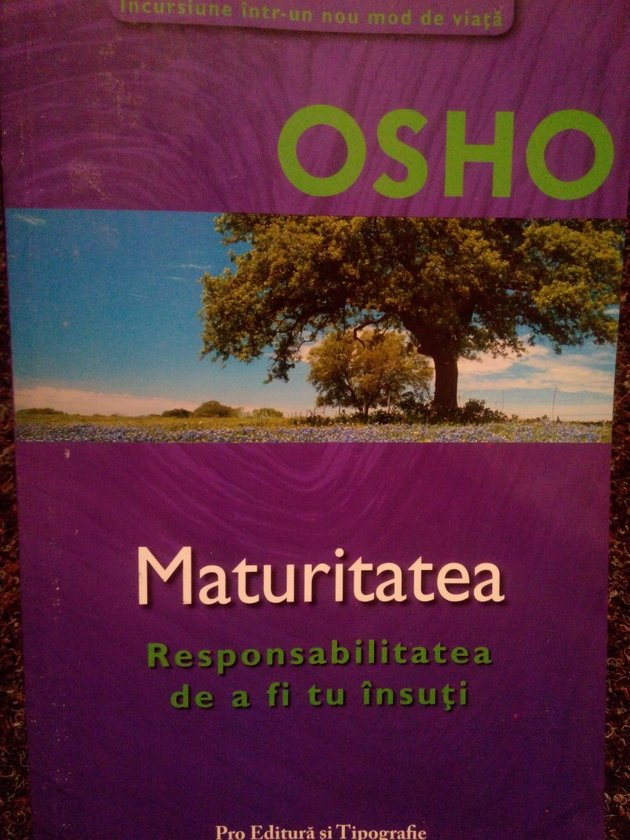 Incursiune într-un nou mod de viață
OSHO
Maturitatea
Responsabilitatea
de a fi tu însuți
Pro Editură și Tipografie